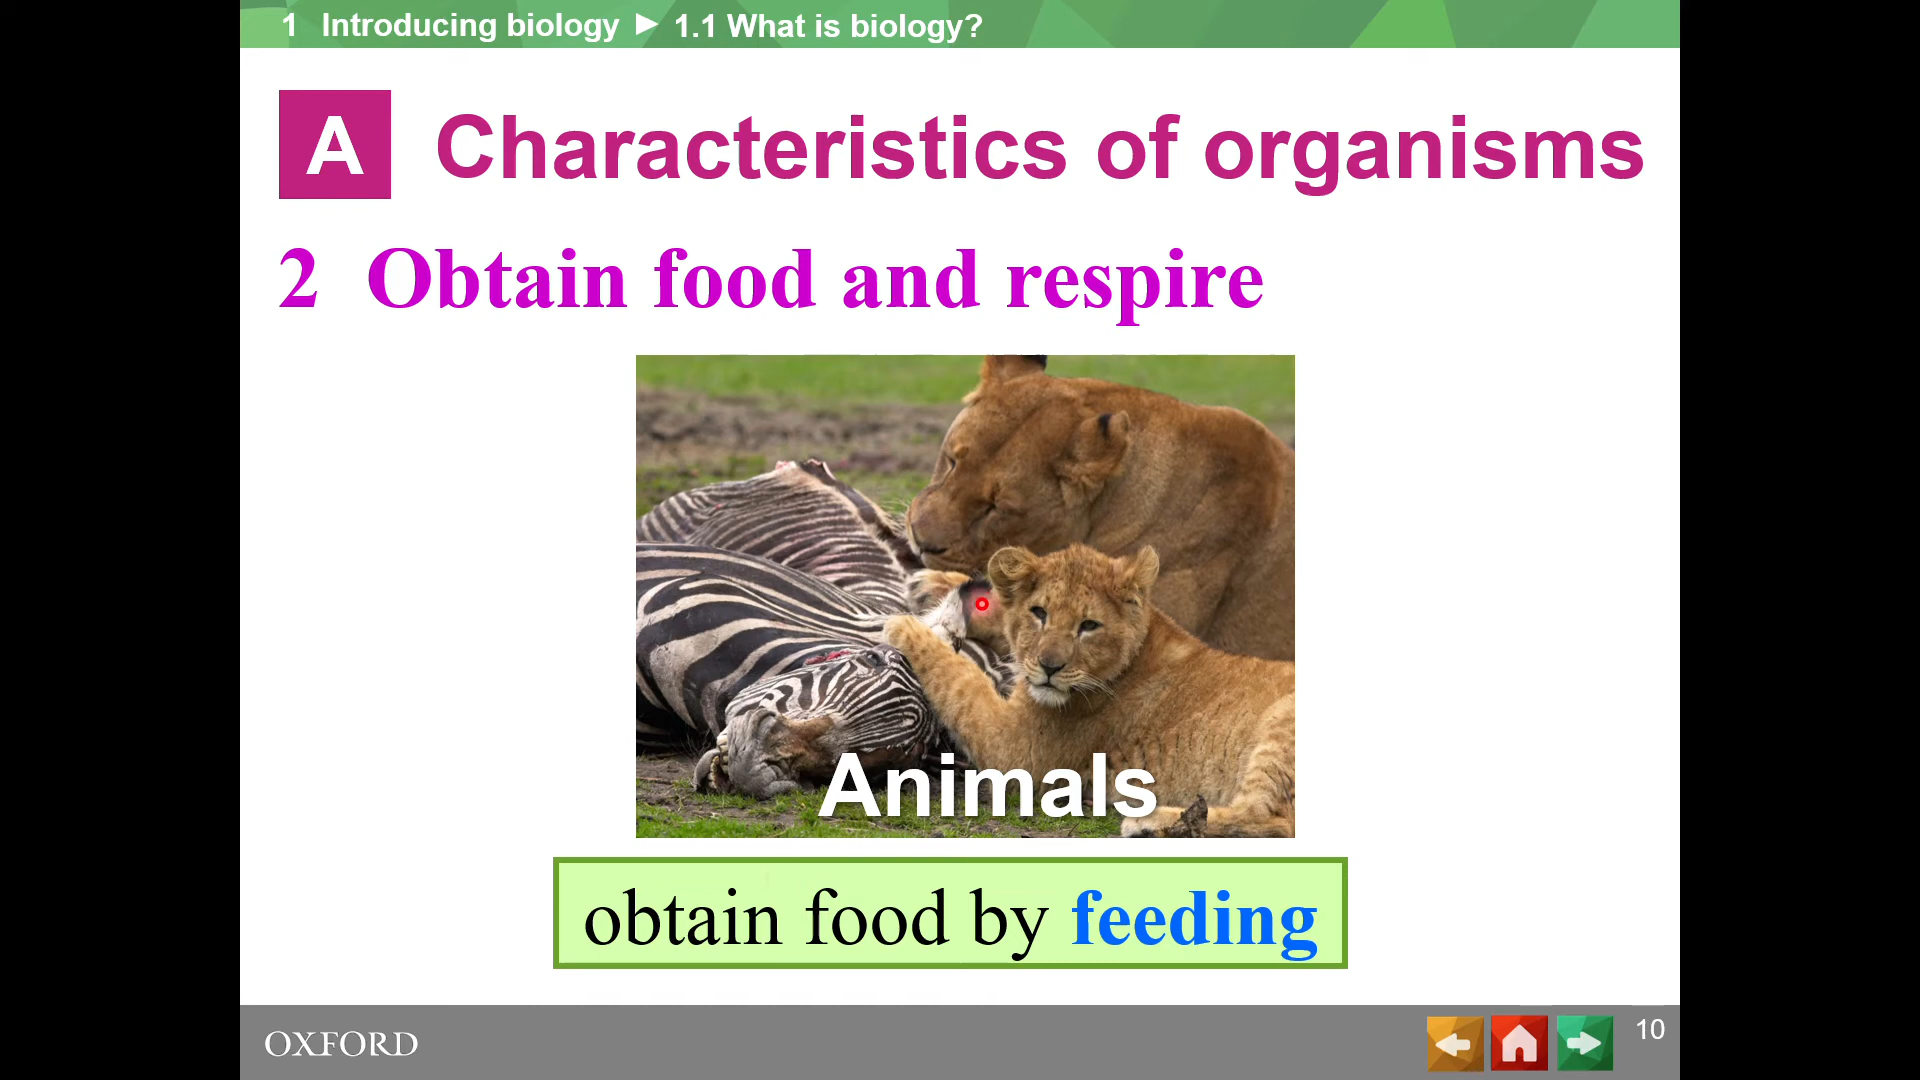 1 Introducing biology ► 1.1 What is biology?
A Characteristics of organisms
2 Obtain food and respire
Animals
obtain food by feeding
OXFORD
10